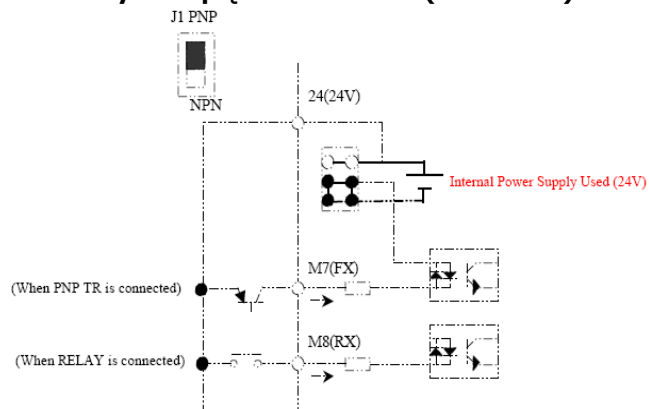 J1 PNP
NPN
24(24V)
Internal Power Supply Used (24V)
M7(FX)
(When PNP TR is connected)
M8(RX)
(When RELAY is connected)